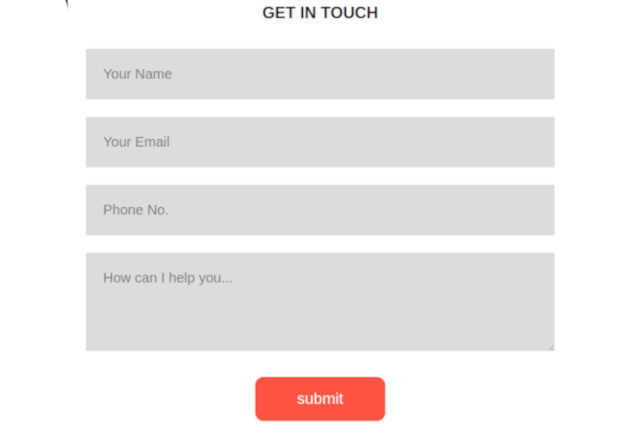 GET IN TOUCH
Your Name
Your Email
Phone No.
How can I help you...
submit